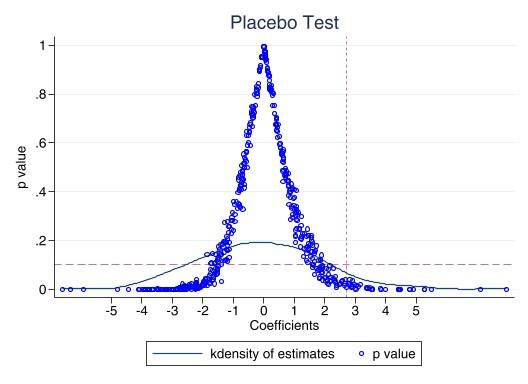 Placebo Test
1
.8
.6
.4
.2
0
p value
-5 -4 -3 -2 -1 0 1 2 3 4 5
Coefficients
kdensity of estimates p value